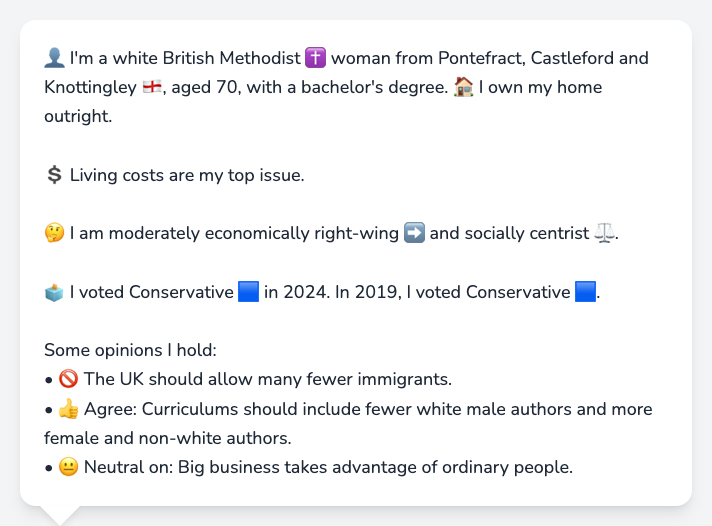 👤 I'm a white British Methodist ✝️ woman from Pontefract, Castleford and
Knottingley 🏴󠁧󠁢󠁥󠁮󠁧󠁿, aged 70, with a bachelor's degree. 🏠 I own my home
outright.
💲 Living costs are my top issue.
🤔 I am moderately economically right-wing ➡️ and socially centrist ⚖️.
🗳️ I voted Conservative 🟦 in 2024. In 2019, I voted Conservative 🟦.
Some opinions I hold:
• 🚫 The UK should allow many fewer immigrants.
• 👍 Agree: Curriculums should include fewer white male authors and more
female and non-white authors.
• 😐 Neutral on: Big business takes advantage of ordinary people.